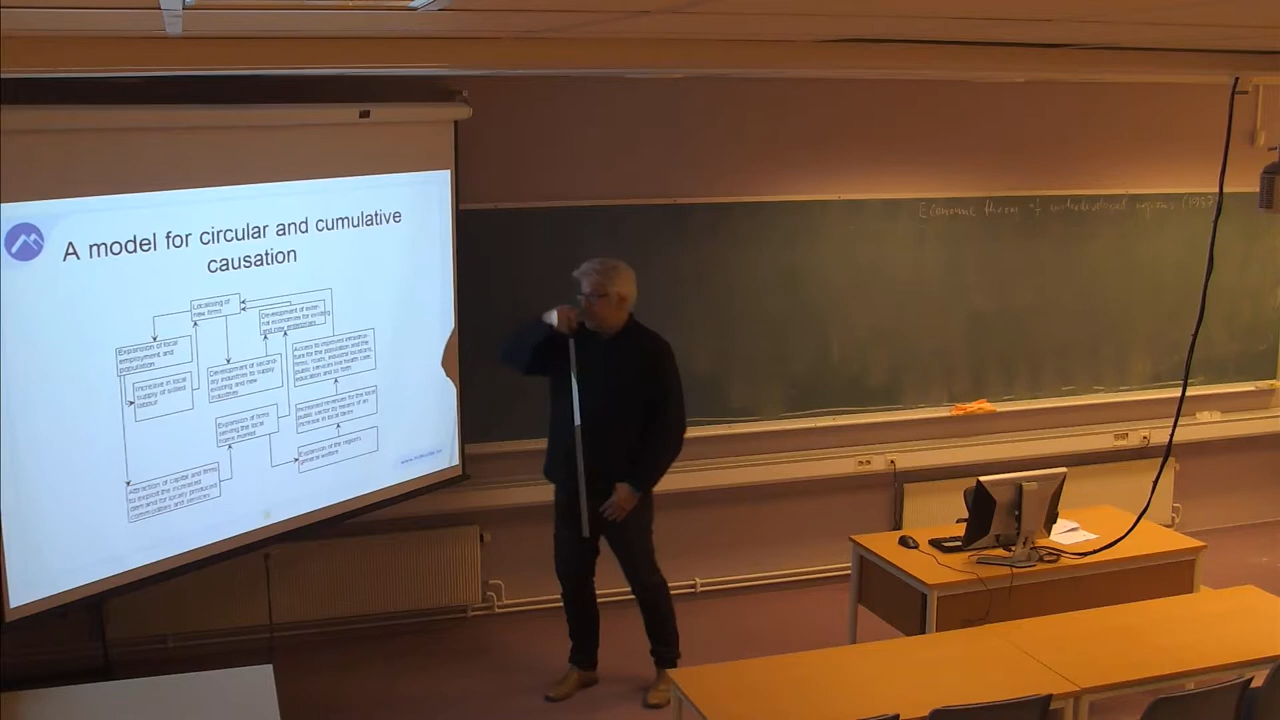 A model for circular and cumulative
causation
Localising of
new firms
Development of exter-
nal economies for existing
and new enterprises
Expansion of local
employment and
population
Increase in local
supply of skilled
labour
Development of second-
ary industries to supply
existing and new
industries
Access to improved infrastruc-
ture for the population and the
firms, roads, industrial locations,
public services like health care,
education and so forth
Expansion of firms
serving the local
home market
Increased revenues for the local
public sector by means of an
increase in local taxes
Expansion of the region's
general welfare
Attraction of capital and firms
to exploit the increased
demand for locally produced
commodities and services
Economic theory of regions (1957